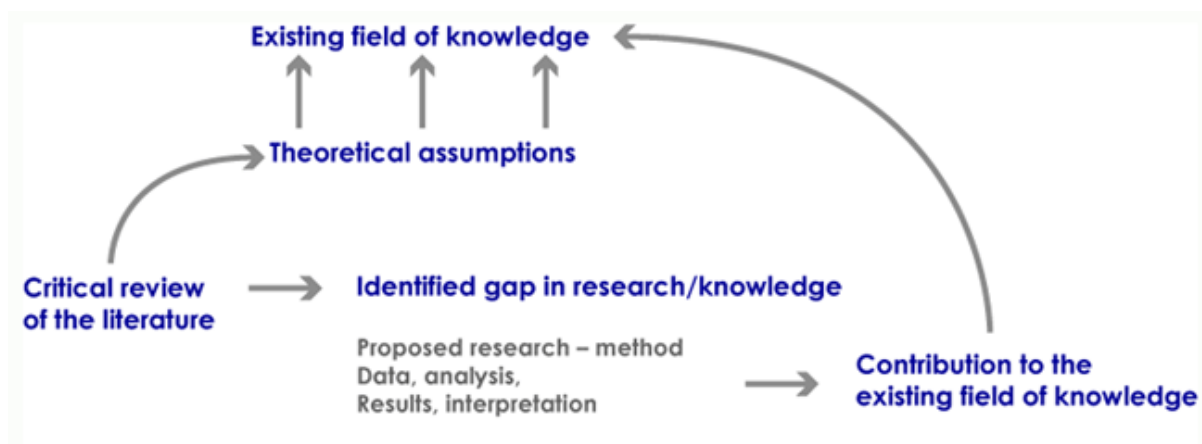 Existing field of knowledge
Theoretical assumptions
Critical review
of the literature
Identified gap in research/knowledge
Proposed research – method
Data, analysis,
Results, interpretation
Contribution to the
existing field of knowledge